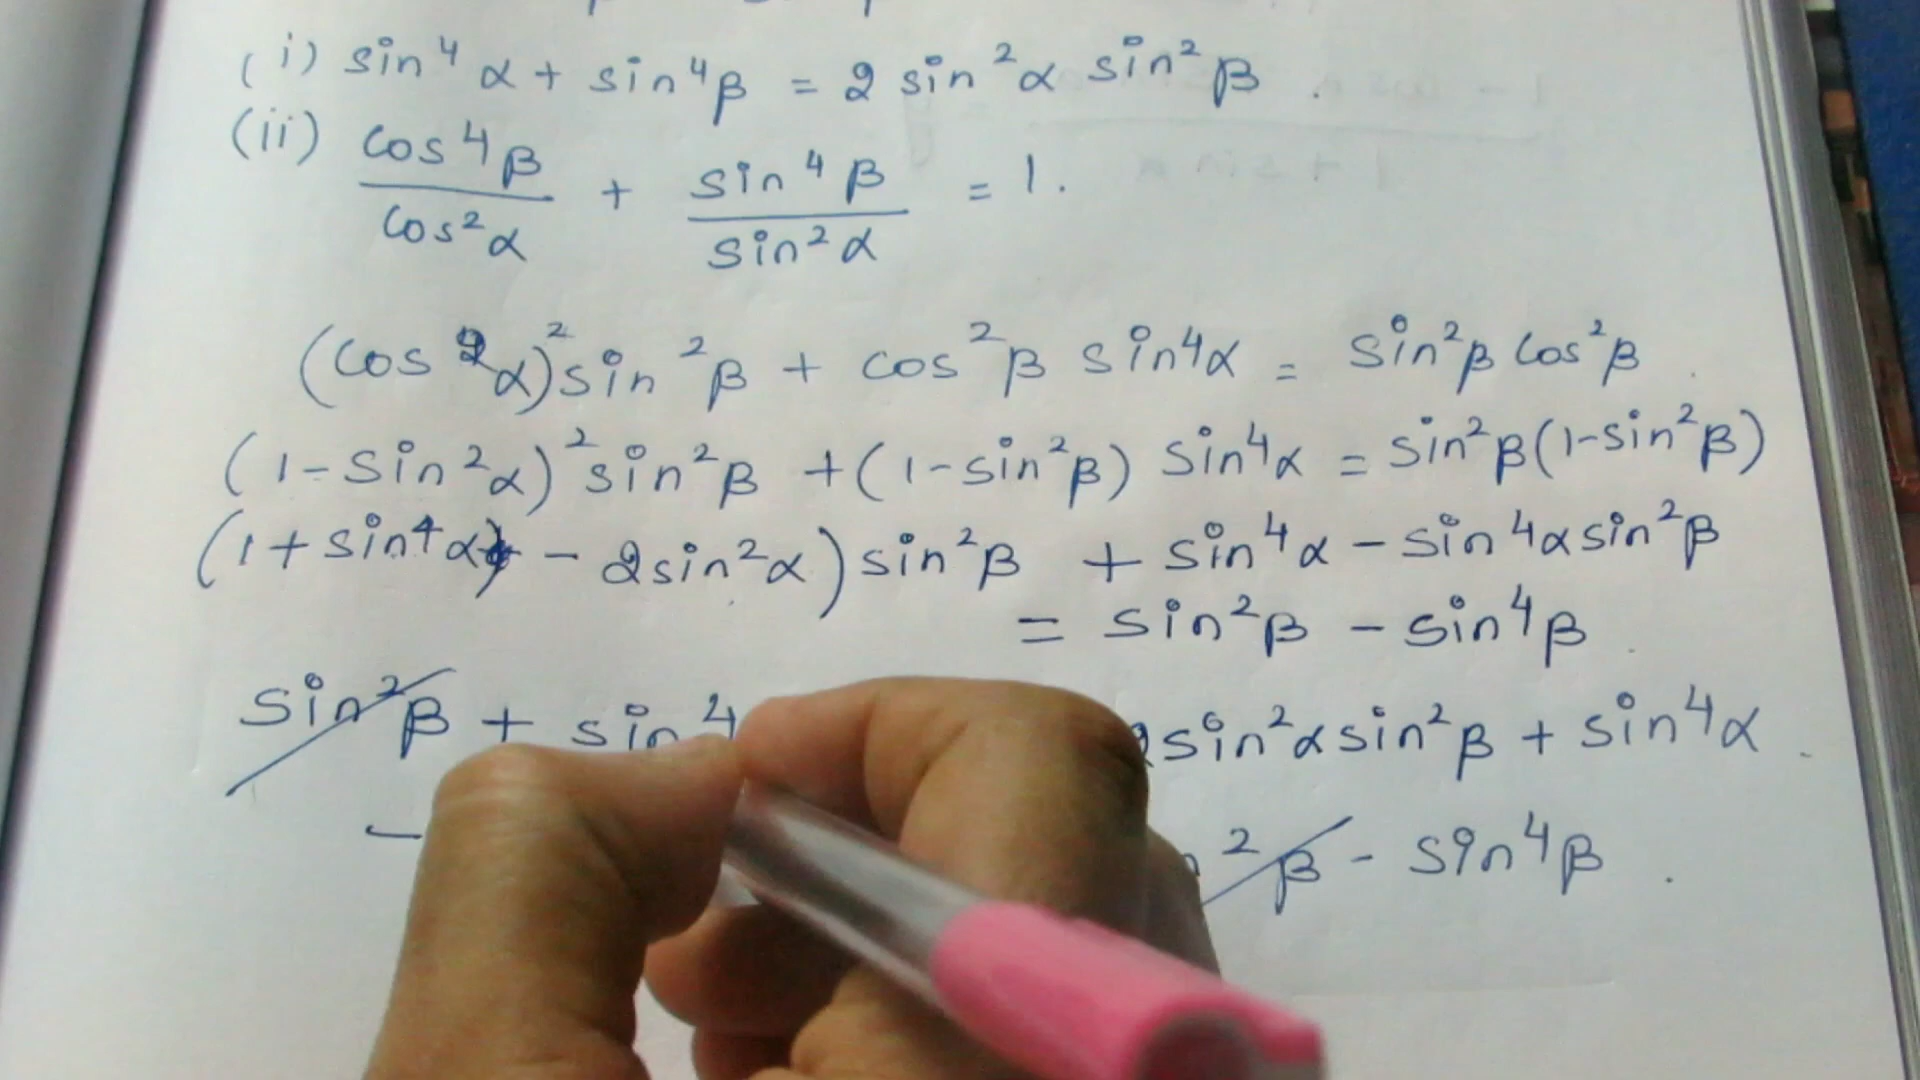 (i) sin⁴α + sin⁴β = 2 sin²α sin²β .
(ii) cos⁴β / cos²α + sin⁴β / sin²α = 1.
(cos²α)² sin²β + cos²β sin⁴α = sin²β cos²β .
(1 - sin²α)² sin²β + (1 - sin²β) sin⁴α = sin²β (1 - sin²β)
(1 + sin⁴α - 2sin²α) sin²β + sin⁴α - sin⁴α sin²β
= sin²β - sin⁴β .
sin²β + sin⁴ 2sin²α sin²β + sin⁴α .
- ²β - sin⁴β .